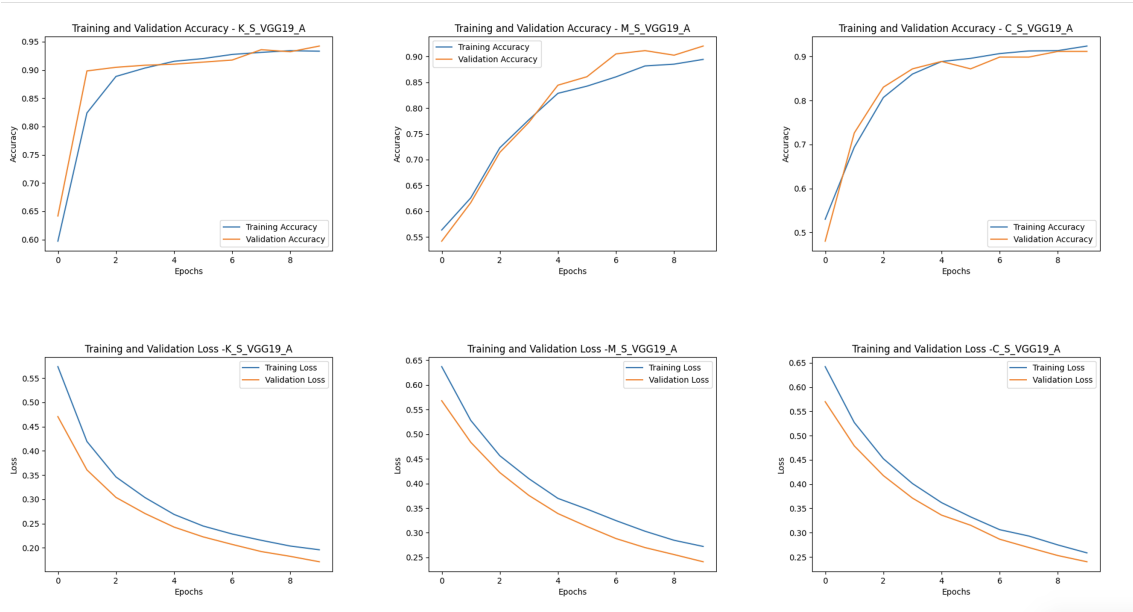 Training and Validation Accuracy - K_S_VGG19_A
0.95
0.90
0.85
0.80
0.75
0.70
0.65
0.60
Accuracy
Training Accuracy
Validation Accuracy
0 2 4 6 8
Epochs
Training and Validation Accuracy - M_S_VGG19_A
Training Accuracy
Validation Accuracy
0.90
0.85
0.80
0.75
0.70
0.65
0.60
0.55
Accuracy
0 2 4 6 8
Epochs
Training and Validation Accuracy - C_S_VGG19_A
0.9
0.8
0.7
0.6
0.5
Accuracy
Training Accuracy
Validation Accuracy
0 2 4 6 8
Epochs
Training and Validation Loss -K_S_VGG19_A
Training Loss
Validation Loss
0.55
0.50
0.45
0.40
0.35
0.30
0.25
0.20
Loss
0 2 4 6 8
Epochs
Training and Validation Loss -M_S_VGG19_A
Training Loss
Validation Loss
0.65
0.60
0.55
0.50
0.45
0.40
0.35
0.30
0.25
Loss
0 2 4 6 8
Epochs
Training and Validation Loss -C_S_VGG19_A
Training Loss
Validation Loss
0.65
0.60
0.55
0.50
0.45
0.40
0.35
0.30
0.25
Loss
0 2 4 6 8
Epochs